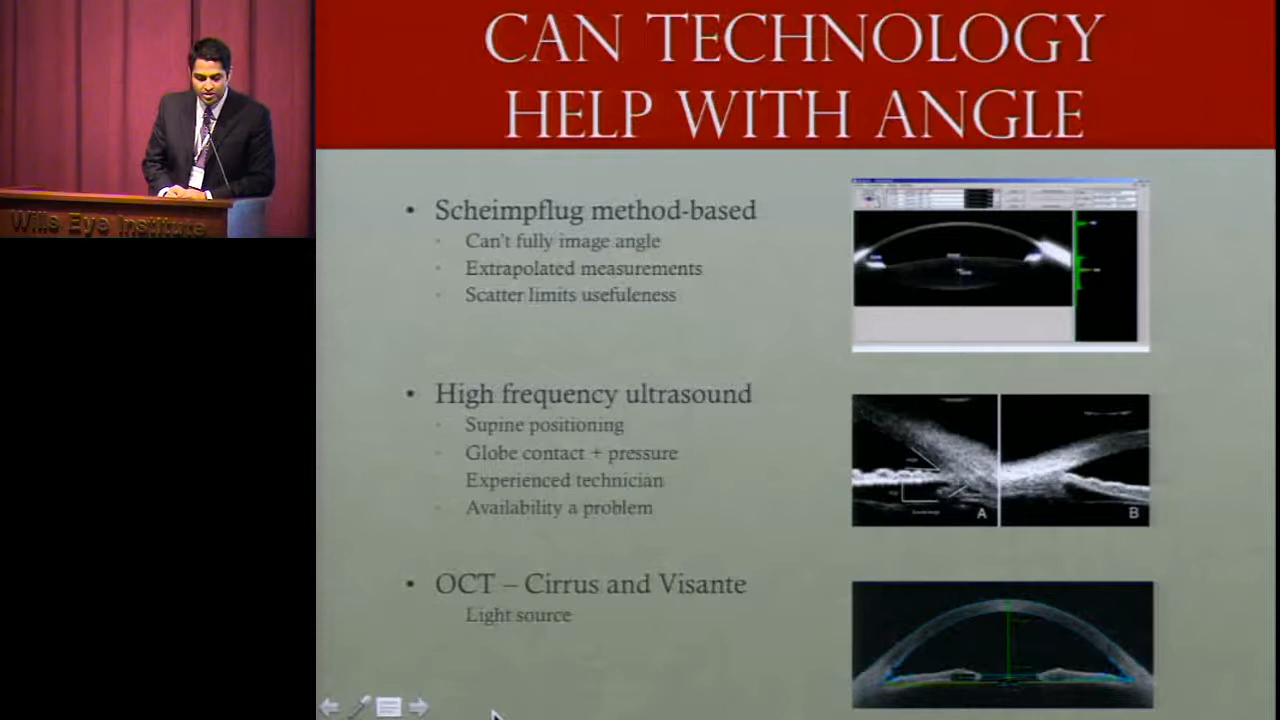 CAN TECHNOLOGY
HELP WITH ANGLE
Wills Eye Institute
• Scheimpflug method-based
Can't fully image angle
Extrapolated measurements
Scatter limits usefulness
• High frequency ultrasound
Supine positioning
Globe contact + pressure
Experienced technician
Availability a problem
A
B
• OCT – Cirrus and Visante
Light source